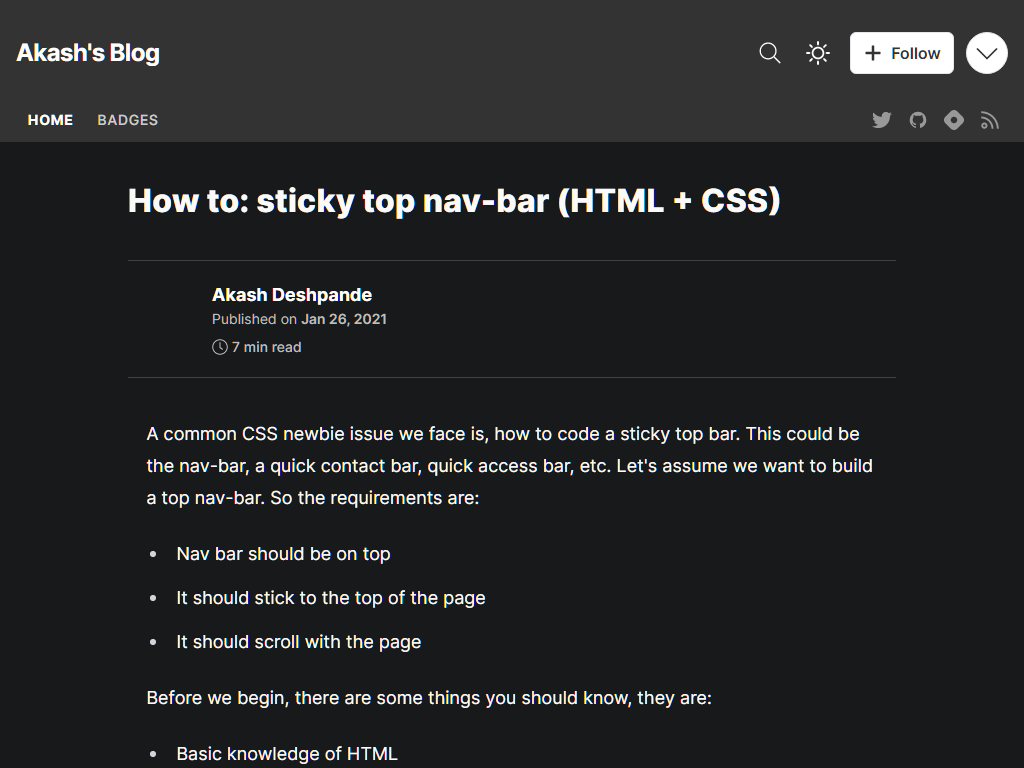 Akash's Blog
Follow
HOME BADGES
How to: sticky top nav-bar (HTML + CSS)
Akash Deshpande
Published on Jan 26, 2021
7 min read
A common CSS newbie issue we face is, how to code a sticky top bar. This could be
the nav-bar, a quick contact bar, quick access bar, etc. Let's assume we want to build
a top nav-bar. So the requirements are:
• Nav bar should be on top
• It should stick to the top of the page
• It should scroll with the page
Before we begin, there are some things you should know, they are:
• Basic knowledge of HTML